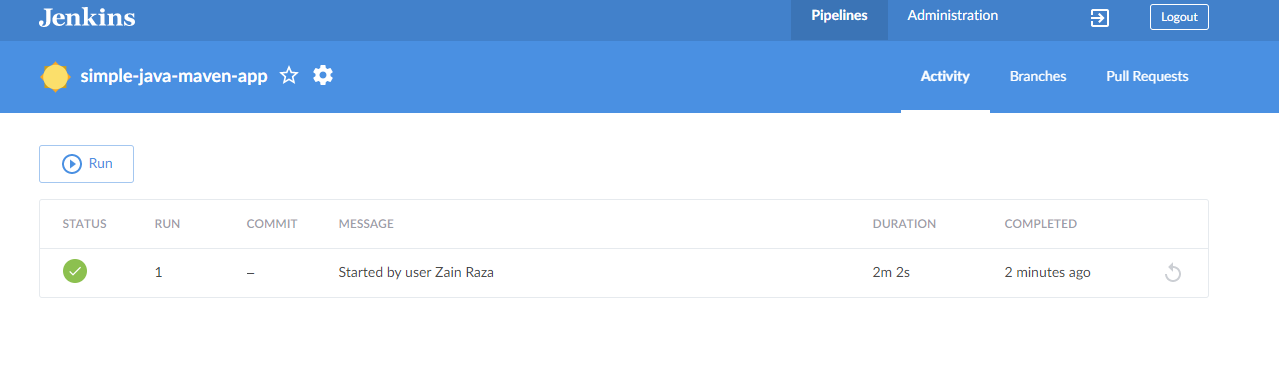 Jenkins Pipelines Administration Logout
simple-java-maven-app Activity Branches Pull Requests
Run
STATUS RUN COMMIT MESSAGE DURATION COMPLETED
1 – Started by user Zain Raza 2m 2s 2 minutes ago